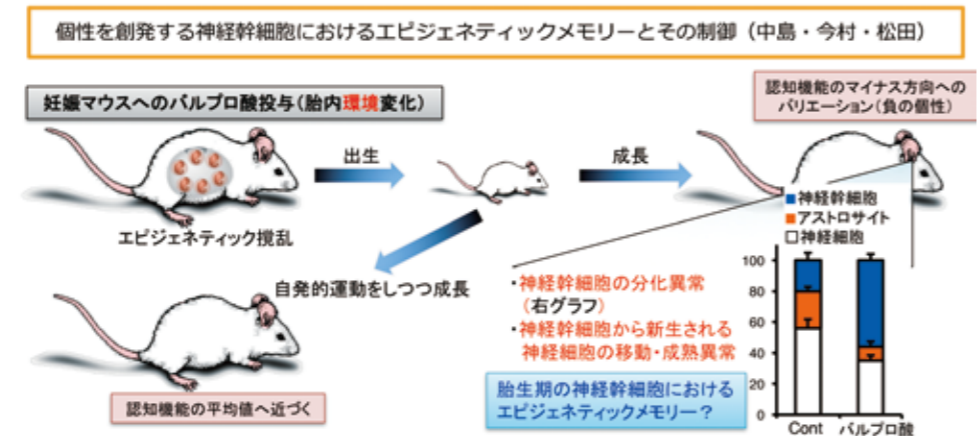 個性を創発する神経幹細胞におけるエピジェネティックメモリーとその制御（中島・今村・松田）
妊娠マウスへのバルプロ酸投与（胎内環境変化）
認知機能のマイナス方向への
バリエーション（負の個性）
出生
成長
エピジェネティック撹乱
自発的運動をしつつ成長
認知機能の平均値へ近づく
・神経幹細胞の分化異常
（右グラフ）
・神経幹細胞から新生される
神経細胞の移動・成熟異常
胎生期の神経幹細胞における
エピジェネティックメモリー？
神経幹細胞
アストロサイト
神経細胞
100
80
60
40
20
0
Cont バルプロ酸